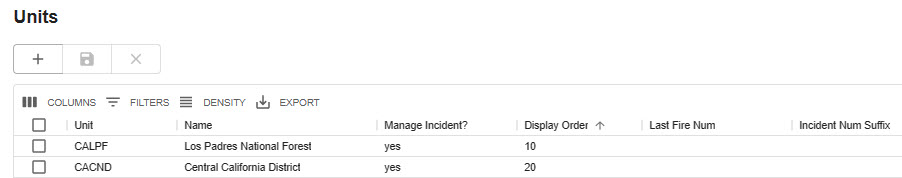 Units
COLUMNS FILTERS DENSITY EXPORT
Unit Name Manage Incident? Display Order Last Fire Num Incident Num Suffix
CALPF Los Padres National Forest yes 10
CACND Central California District yes 20